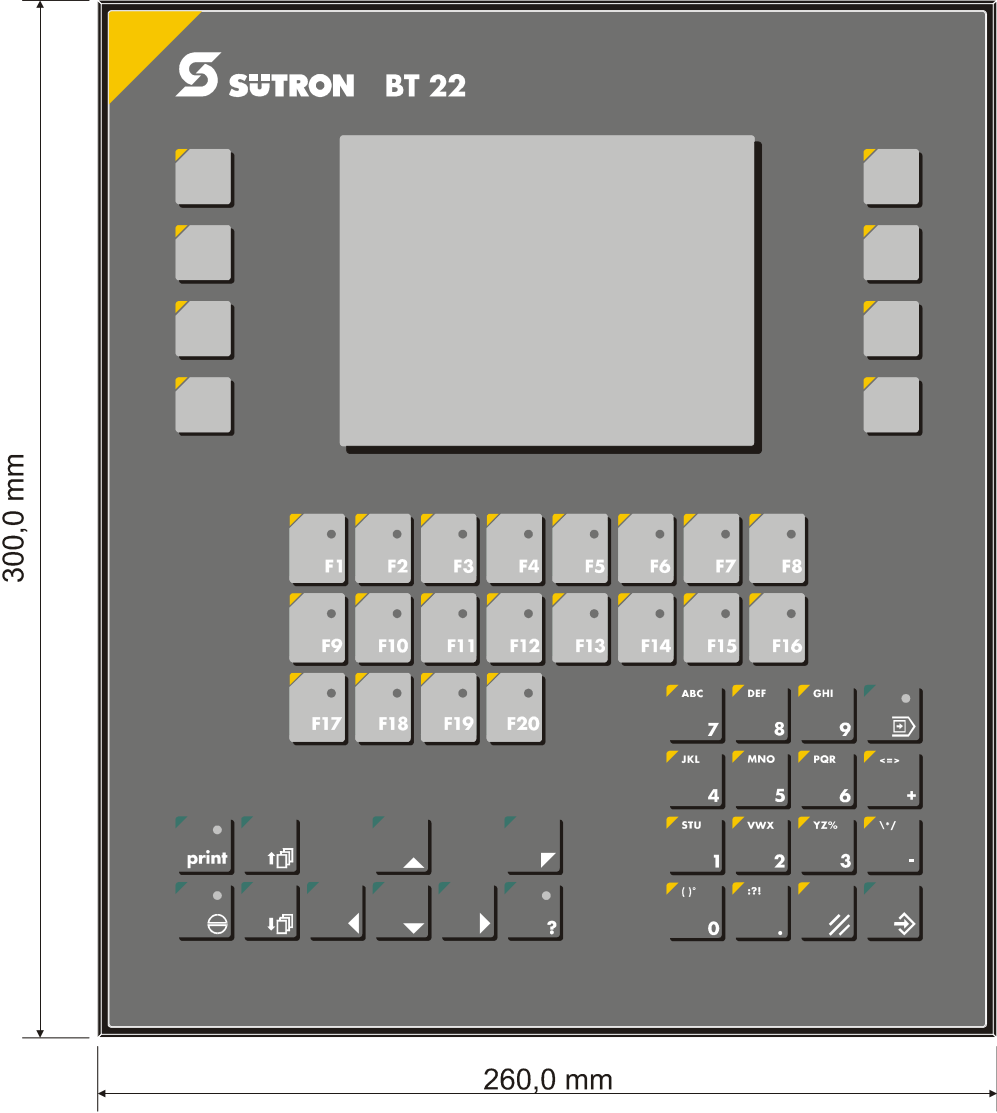 SÜTRON BT 22
300,0 mm
F1 F2 F3 F4 F5 F6 F7 F8
F9 F10 F11 F12 F13 F14 F15 F16
F17 F18 F19 F20
ABC DEF GHI
7 8 9
JKL MNO PQR <=>
4 5 6 +
STU VWX YZ% \*/
print 1 2 3 -
( )° :?!
? 0 .
260,0 mm